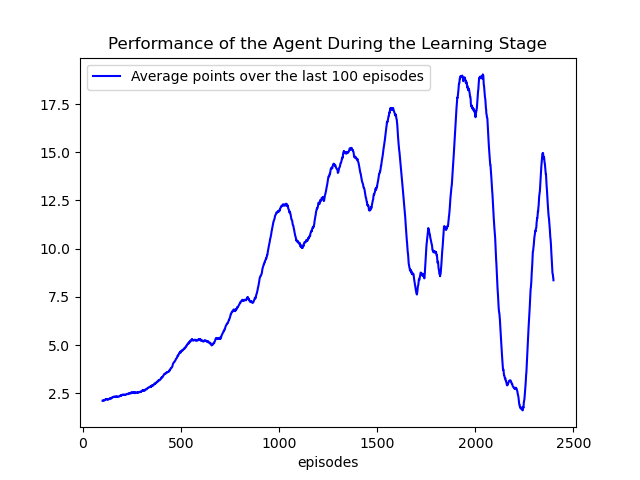 Performance of the Agent During the Learning Stage
Average points over the last 100 episodes
17.5
15.0
12.5
10.0
7.5
5.0
2.5
0 500 1000 1500 2000 2500
episodes